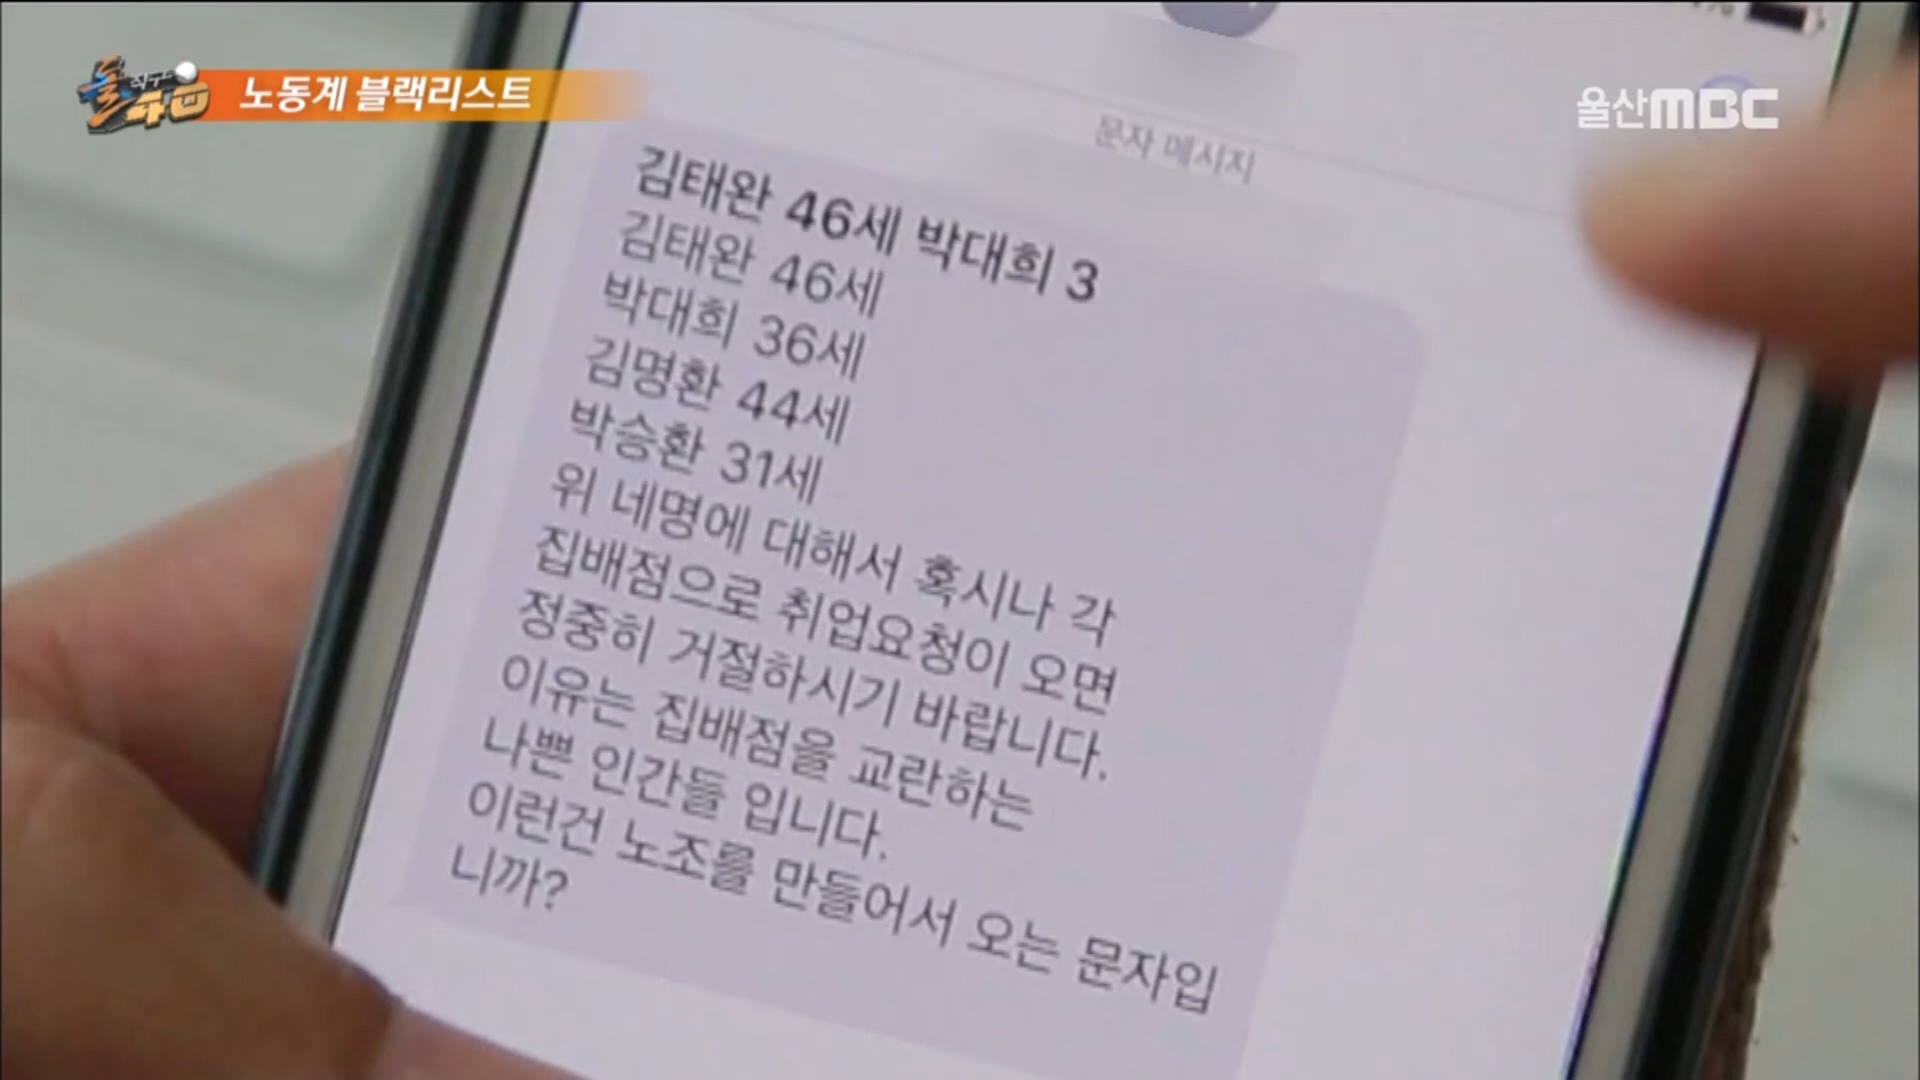 돌직구
노동계 블랙리스트
울산MBC
문자 메시지
김태완 46세 박대희 3
김태완 46세
박대희 36세
김명환 44세
박승환 31세
위 네명에 대해서 혹시나 각
집배점으로 취업요청이 오면
정중히 거절하시기 바랍니다.
이유는 집배점을 교란하는
나쁜 인간들 입니다.
이런건 노조를 만들어서 오는 문자입
니까?